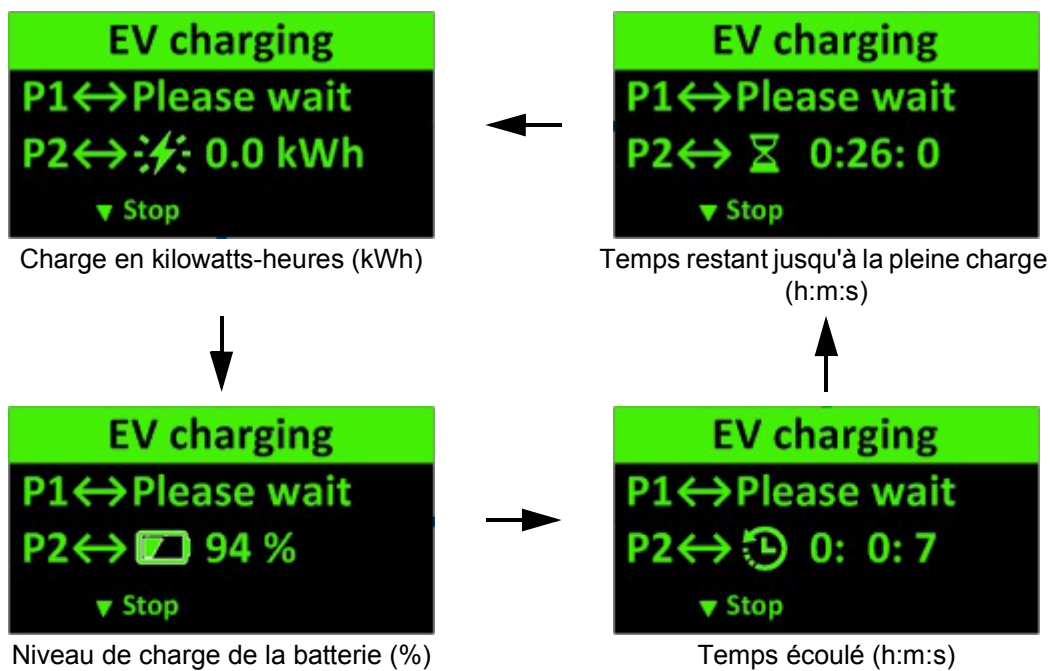 EV charging
P1↔Please wait
P2↔ 0.0 kWh
▼ Stop
Charge en kilowatts-heures (kWh)
EV charging
P1↔Please wait
P2↔ 0:26: 0
▼ Stop
Temps restant jusqu'à la pleine charge
(h:m:s)
EV charging
P1↔Please wait
P2↔ 94 %
▼ Stop
Niveau de charge de la batterie (%)
EV charging
P1↔Please wait
P2↔ 0: 0: 7
▼ Stop
Temps écoulé (h:m:s)